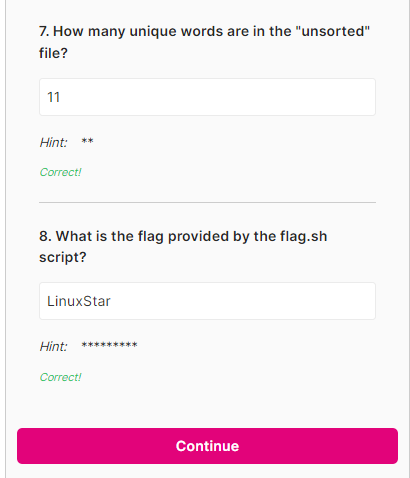 7. How many unique words are in the "unsorted"
file?
11
Hint: **
Correct!
8. What is the flag provided by the flag.sh
script?
LinuxStar
Hint: *********
Correct!
Continue